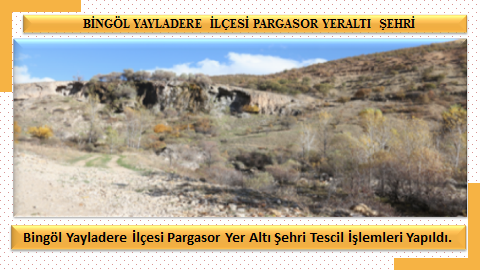 BİNGÖL YAYLADERE İLÇESİ PARGASOR YERALTI ŞEHRİ
Bingöl Yayladere İlçesi Pargasor Yer Altı Şehri Tescil İşlemleri Yapıldı.